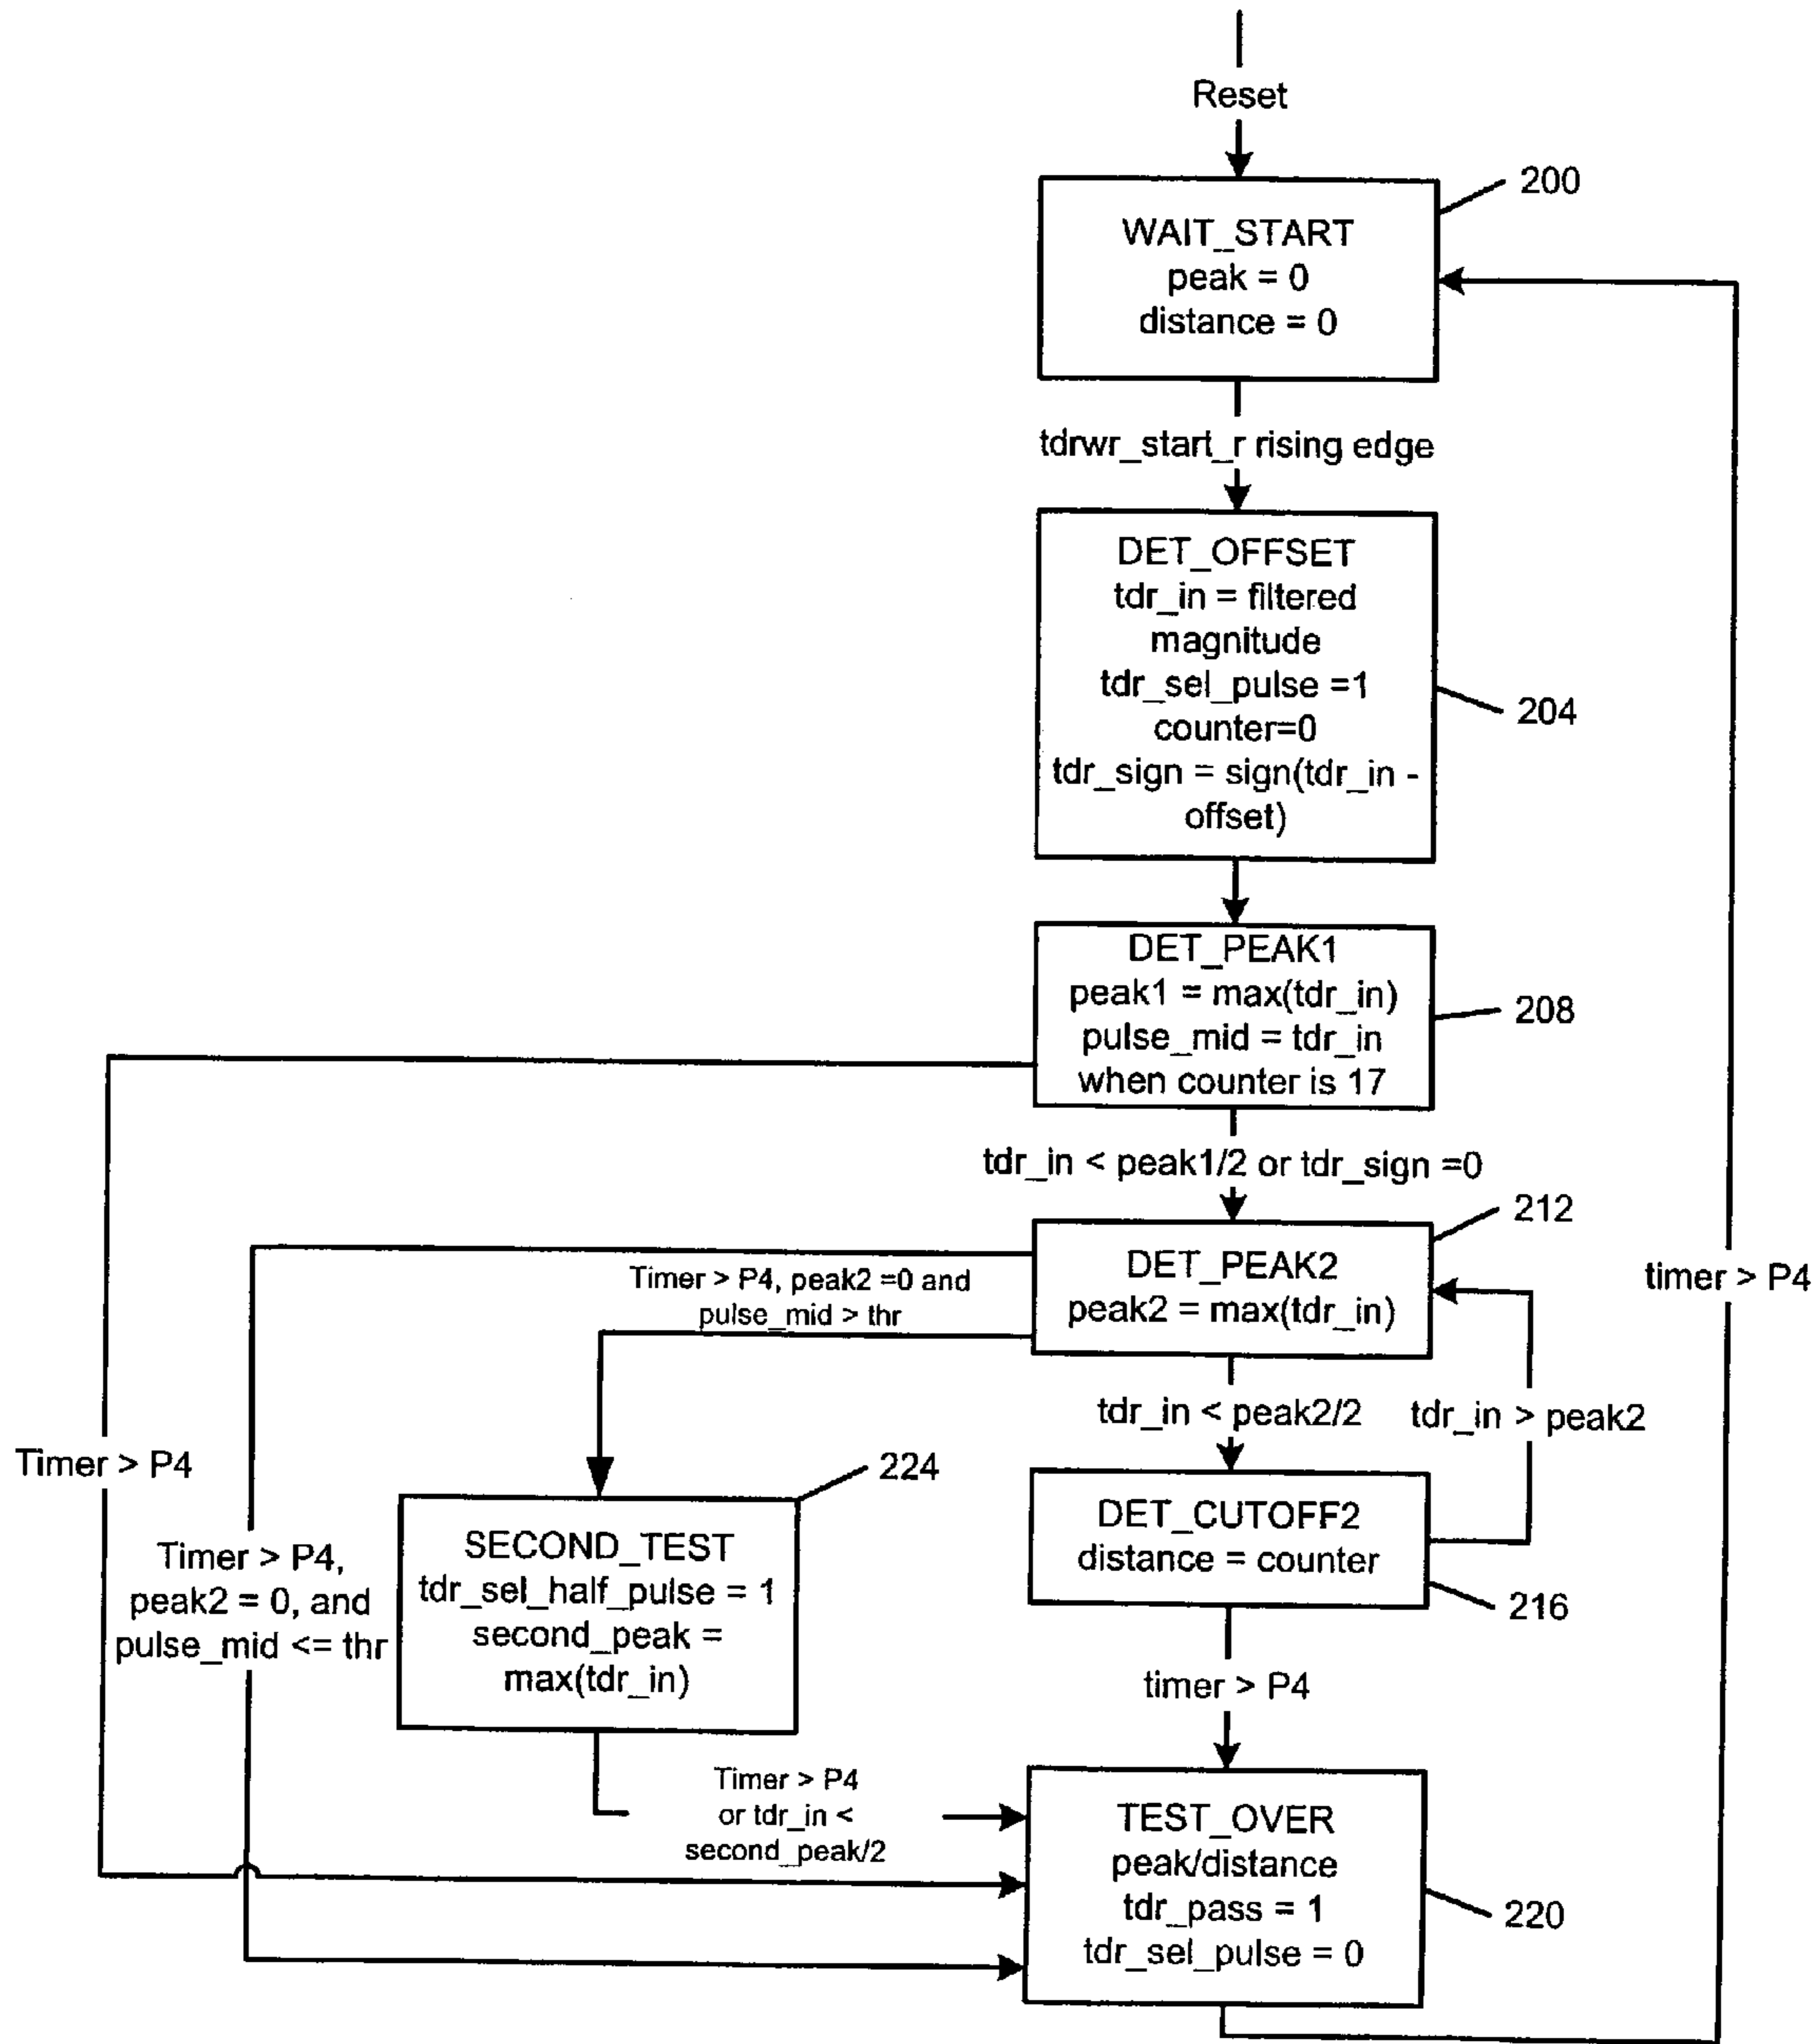 Reset
200
WAIT_START
peak = 0
distance = 0
tdrwr_start_r rising edge
DET_OFFSET
tdr_in = filtered
magnitude
tdr_sel_pulse =1
counter=0
tdr_sign = sign(tdr_in -
offset)
204
DET_PEAK1
peak1 = max(tdr_in)
pulse_mid = tdr_in
when counter is 17
208
tdr_in < peak1/2 or tdr_sign =0
212
DET_PEAK2
peak2 = max(tdr_in)
Timer > P4, peak2 =0 and
pulse_mid > thr
timer > P4
tdr_in < peak2/2
tdr_in > peak2
Timer > P4
224
DET_CUTOFF2
distance = counter
216
SECOND_TEST
tdr_sel_half_pulse = 1
second_peak =
max(tdr_in)
Timer > P4,
peak2 = 0, and
pulse_mid <= thr
timer > P4
Timer > P4
or tdr_in <
second_peak/2
TEST_OVER
peak/distance
tdr_pass = 1
tdr_sel_pulse = 0
220